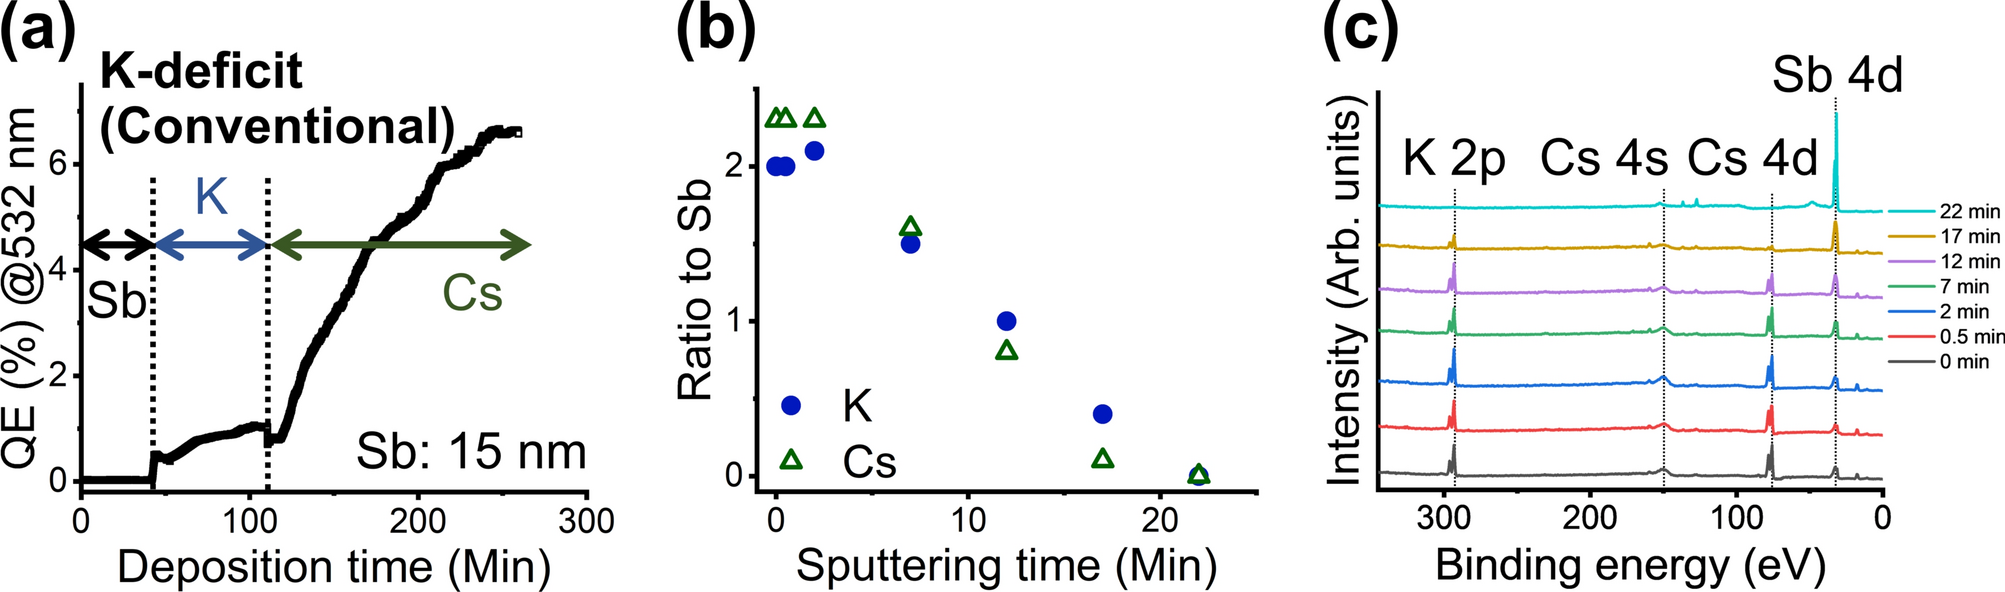 (a)
K-deficit
(Conventional)
QE (%) @532 nm
6
4
2
0
K
Sb
Cs
Sb: 15 nm
0 100 200 300
Deposition time (Min)
(b)
Ratio to Sb
2
1
0
K
Cs
0 10 20
Sputtering time (Min)
(c)
Sb 4d
K 2p Cs 4s Cs 4d
Intensity (Arb. units)
22 min
17 min
12 min
7 min
2 min
0.5 min
0 min
300 200 100 0
Binding energy (eV)